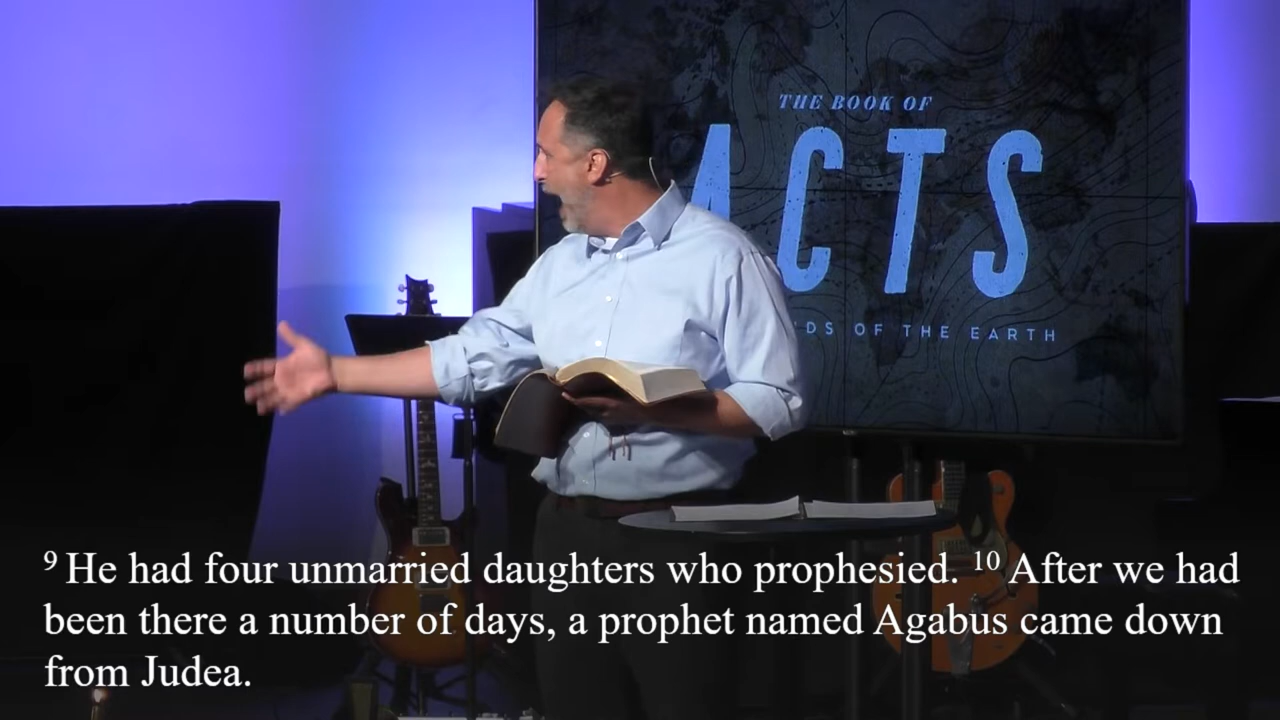 THE BOOK OF
ACTS
DS OF THE EARTH
⁹ He had four unmarried daughters who prophesied. ¹⁰ After we had
been there a number of days, a prophet named Agabus came down
from Judea.